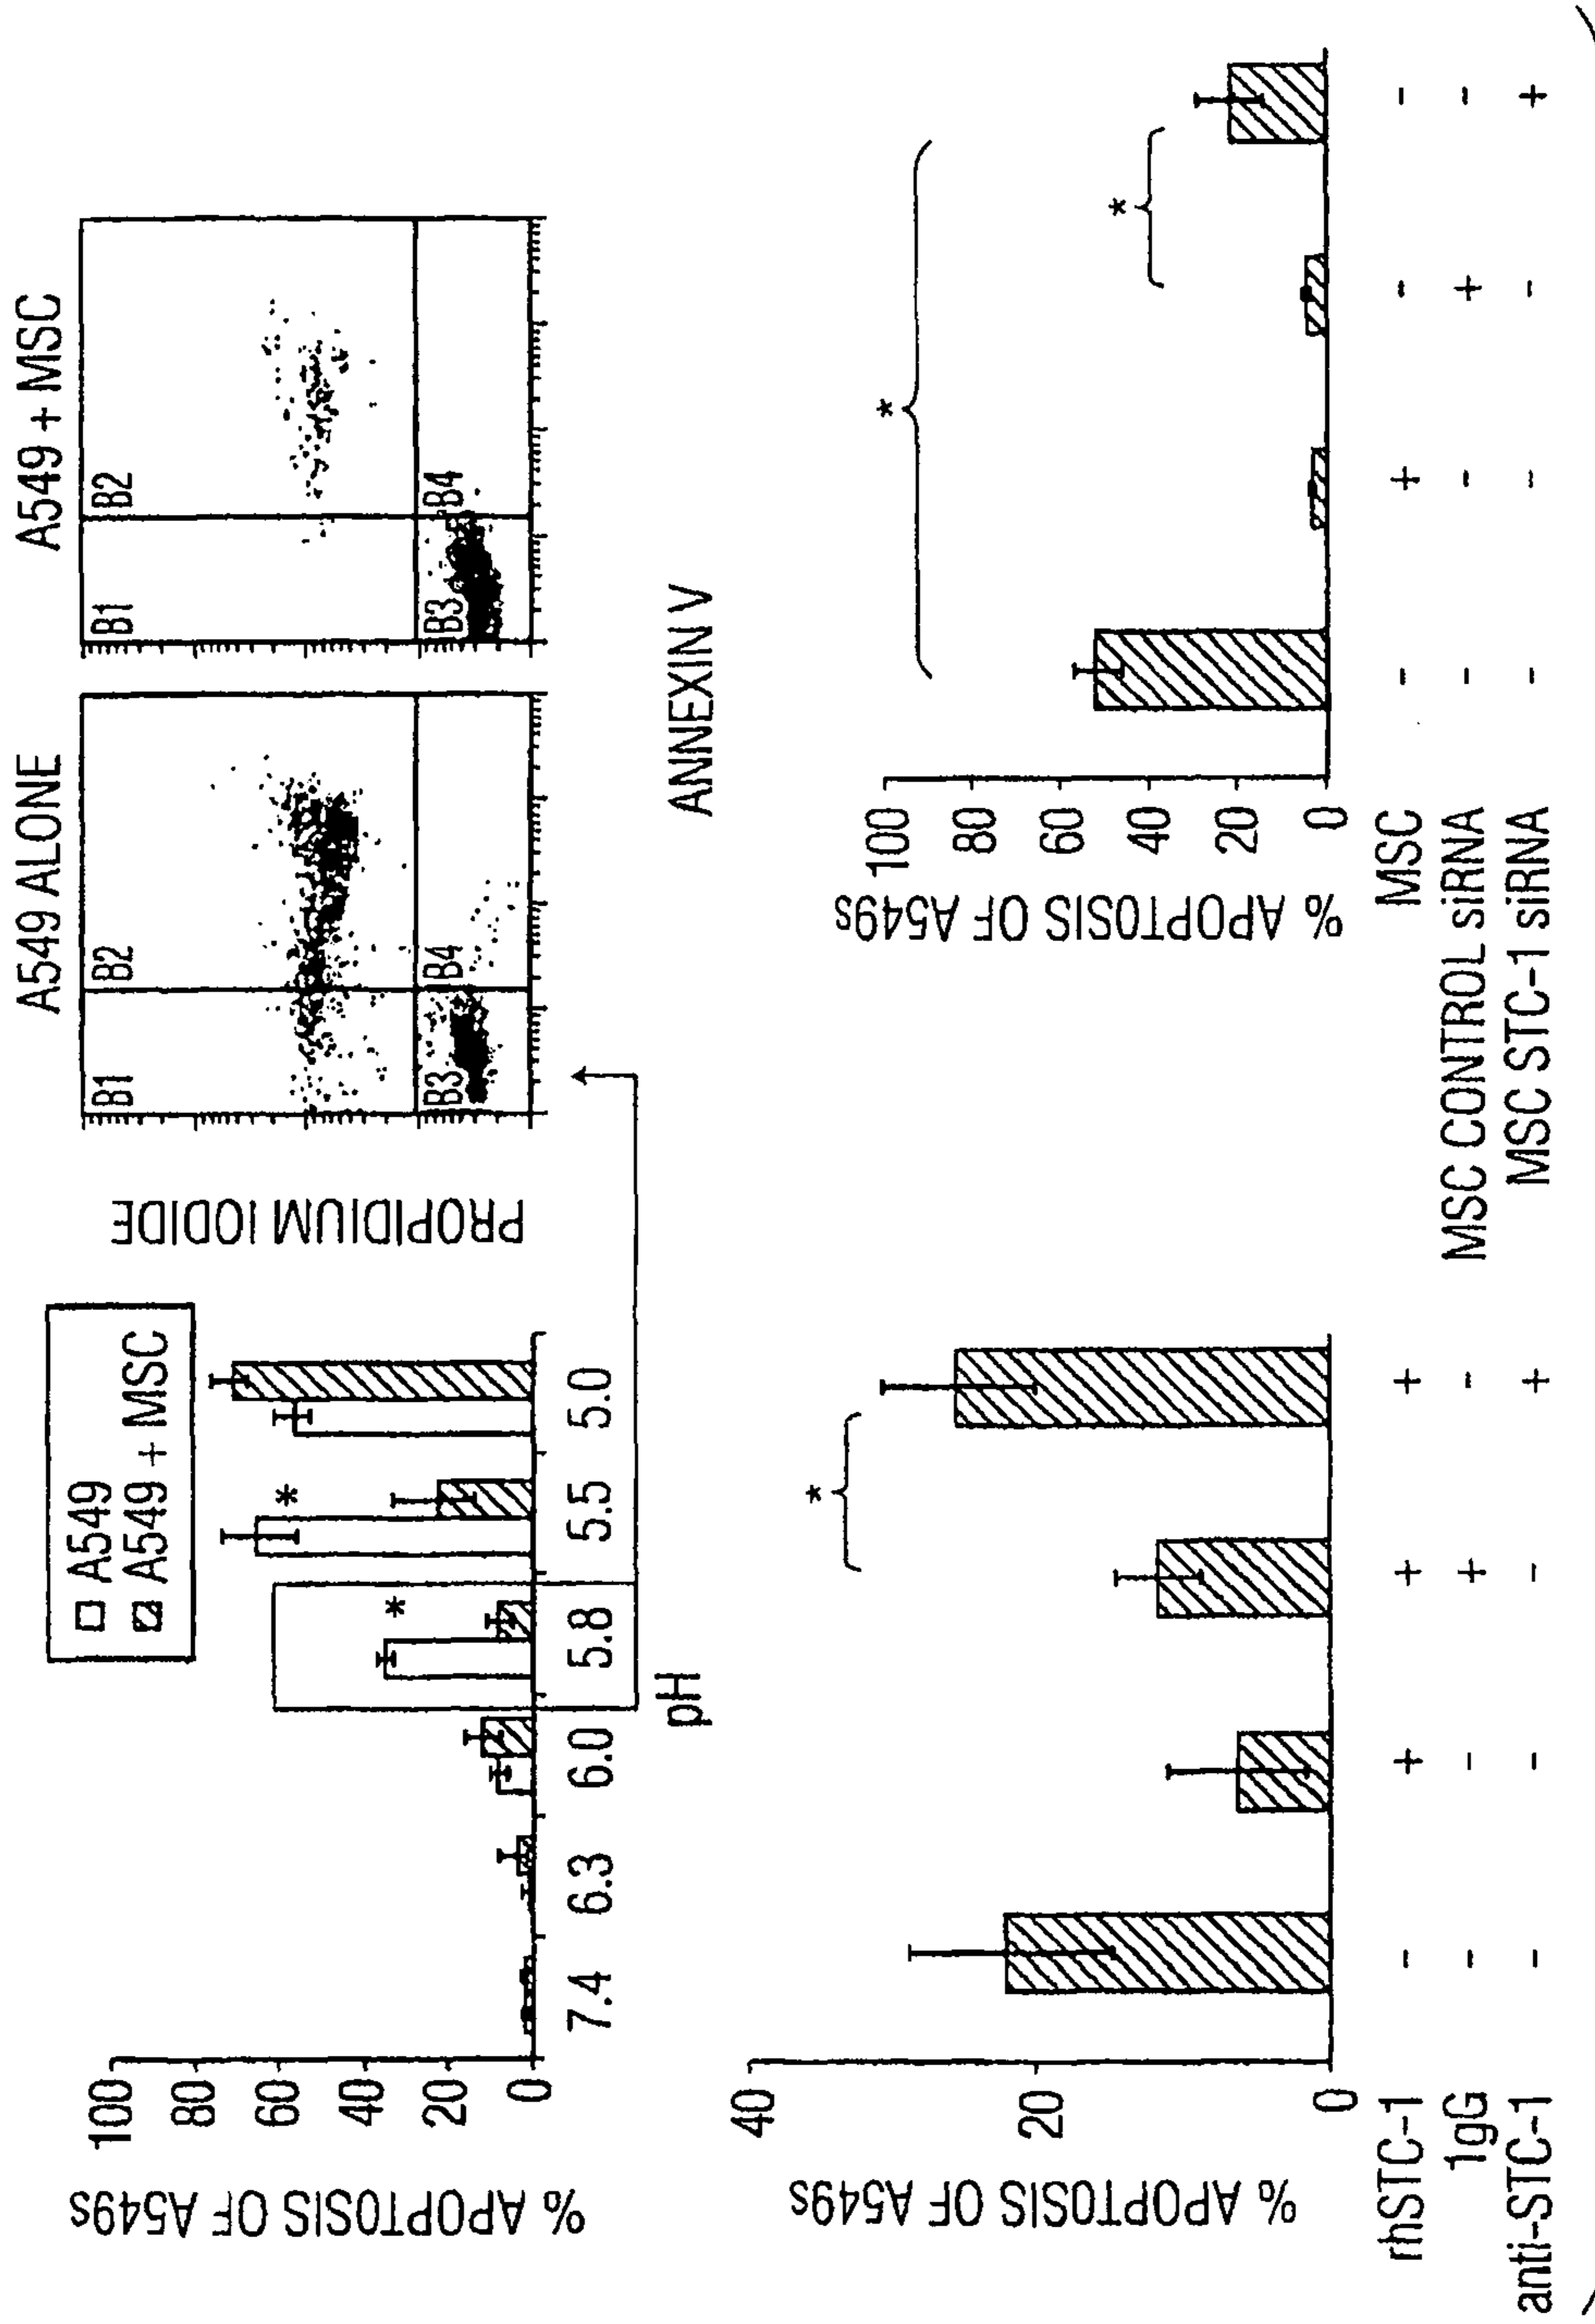 □ A549
▨ A549 + MSC
% APOPTOSIS OF A549s
100
80
60
40
20
0
*
*
7.4 6.3 6.0 5.8 5.5 5.0
pH
A549 ALONE
A549 + MSC
PROPIDIUM IODIDE
B1 B2
B3 B4
B1 B2
B3 B4
ANNEXIN V
% APOPTOSIS OF A549s
40
20
0
*
rhSTC-1 - + + +
1gG - - + -
anti-STC-1 - - - +
% APOPTOSIS OF A549s
100
80
60
40
20
0
*
*
MSC - + - -
MSC CONTROL siRNA - - + -
MSC STC-1 siRNA - - - +